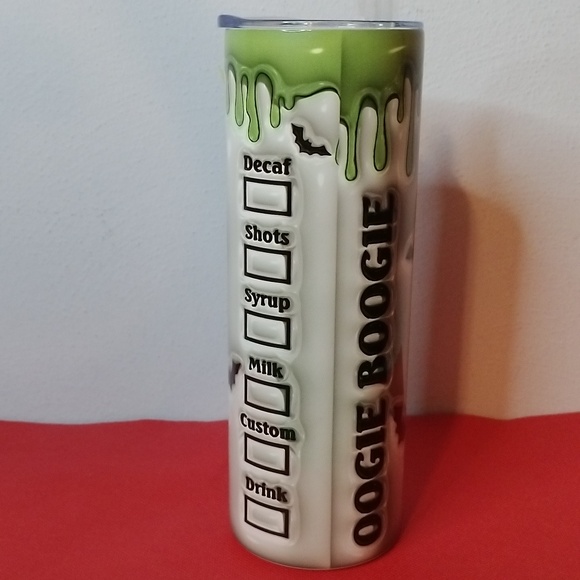 Decaf
Shots
Syrup
Milk
Custom
Drink
OOGIE BOOGIE